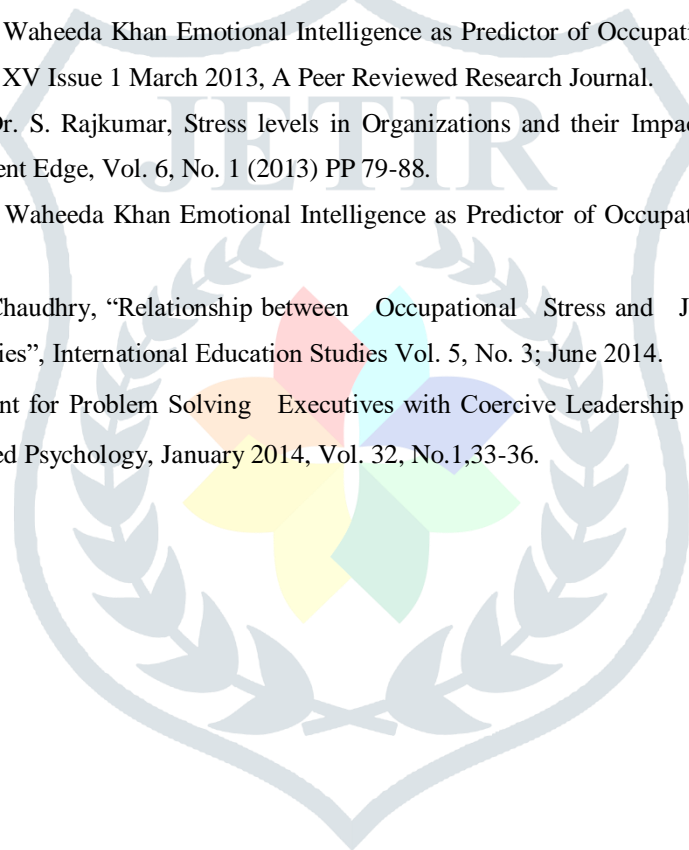 Waheeda Khan Emotional Intelligence as Predictor of Occupati
XV Issue 1 March 2013, A Peer Reviewed Research Journal.
Dr. S. Rajkumar, Stress levels in Organizations and their Impac
ent Edge, Vol. 6, No. 1 (2013) PP 79-88.
JETIR
Waheeda Khan Emotional Intelligence as Predictor of Occupat
Chaudhry, “Relationship between Occupational Stress and J
ies”, International Education Studies Vol. 5, No. 3; June 2014.
nt for Problem Solving Executives with Coercive Leadership
ed Psychology, January 2014, Vol. 32, No.1,33-36.